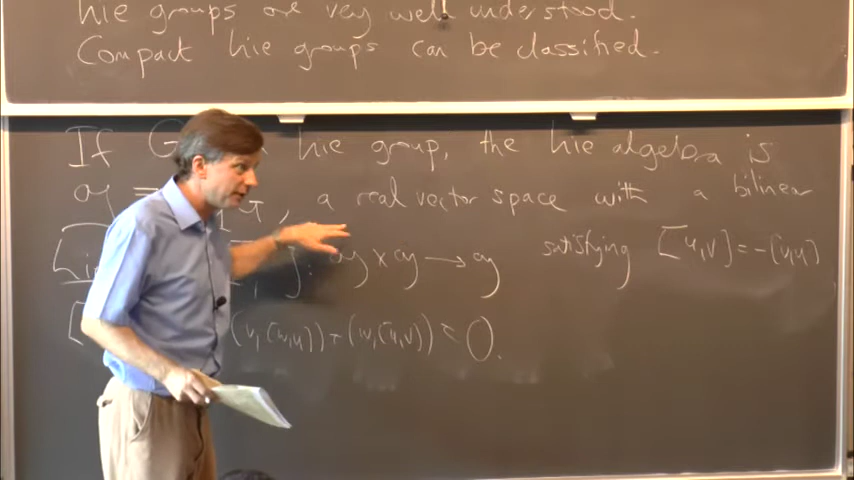 Lie groups are very well understood.
Compact Lie groups can be classified.
If G Lie group, the Lie algebra is
𝔤 = , a real vector space with a bilinear
[ , ]: 𝔤 × 𝔤 → 𝔤 satisfying [u,v] = -[v,u]
[v,[w,u]] + [w,[u,v]] = 0.